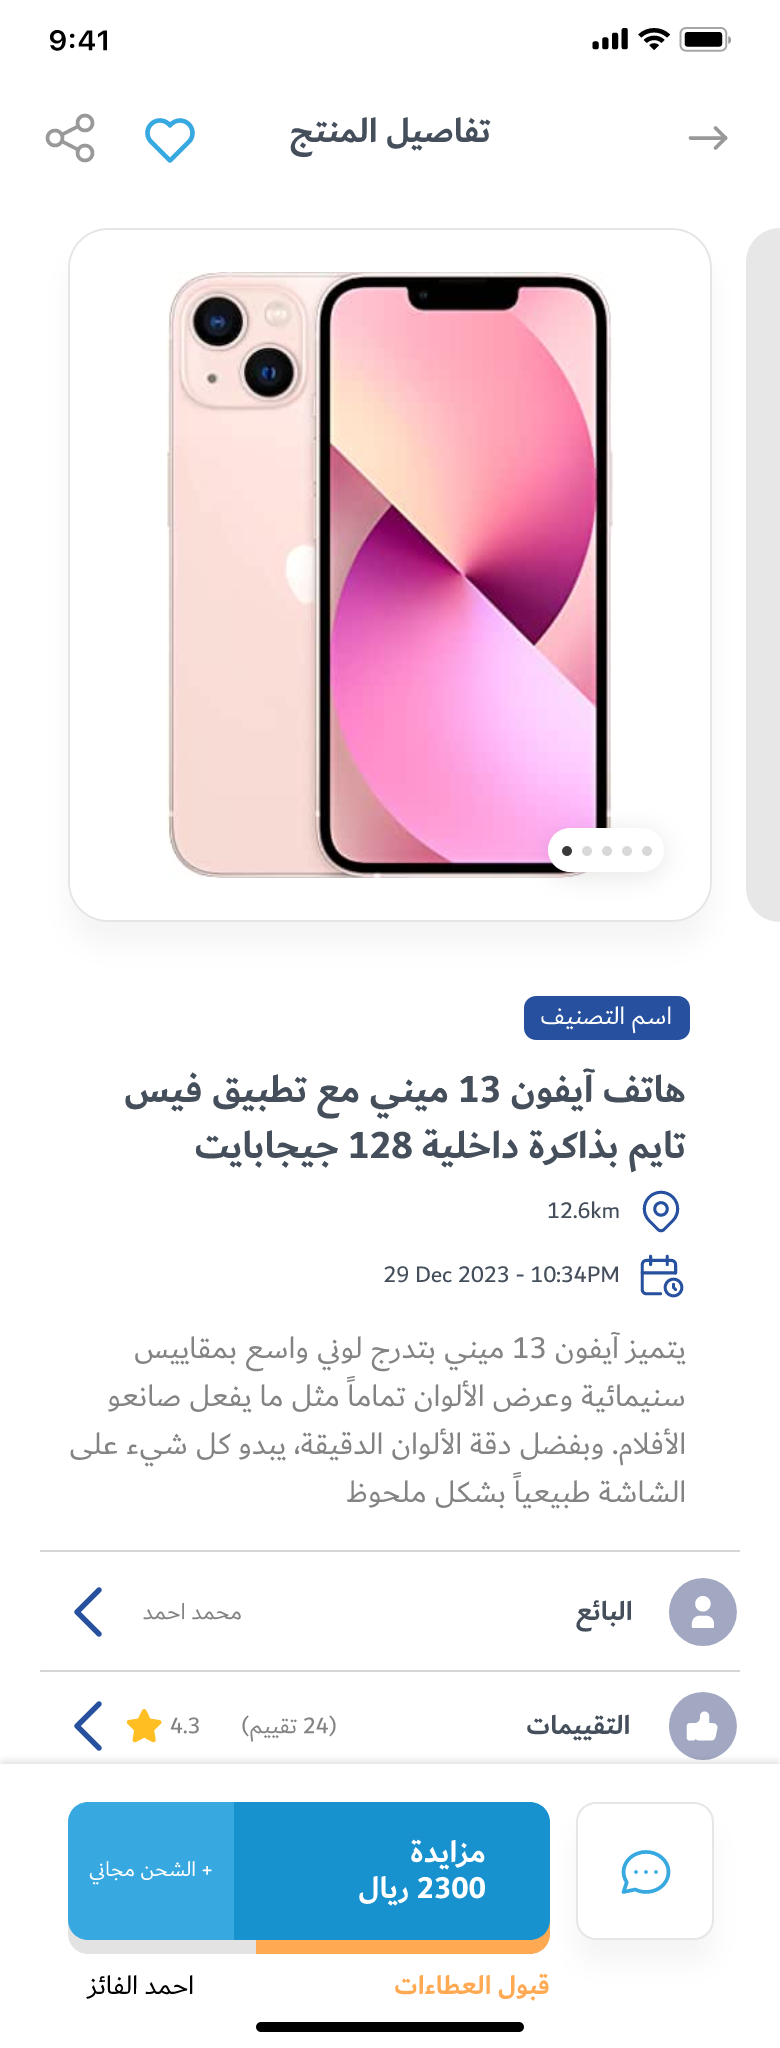 9:41
تفاصيل المنتج
اسم التصنيف
هاتف آيفون 13 ميني مع تطبيق فيس
تايم بذاكرة داخلية 128 جيجابايت
12.6km
29 Dec 2023 - 10:34PM
يتميز آيفون 13 ميني بتدرج لوني واسع بمقاييس
سنيمائية وعرض الألوان تماماً مثل ما يفعل صانعو
الأفلام. وبفضل دقة الألوان الدقيقة، يبدو كل شيء على
الشاشة طبيعياً بشكل ملحوظ
البائع محمد احمد
التقييمات (24 تقييم) 4.3
مزايدة
2300 ريال
+ الشحن مجاني
قبول العطاءات
احمد الفائز